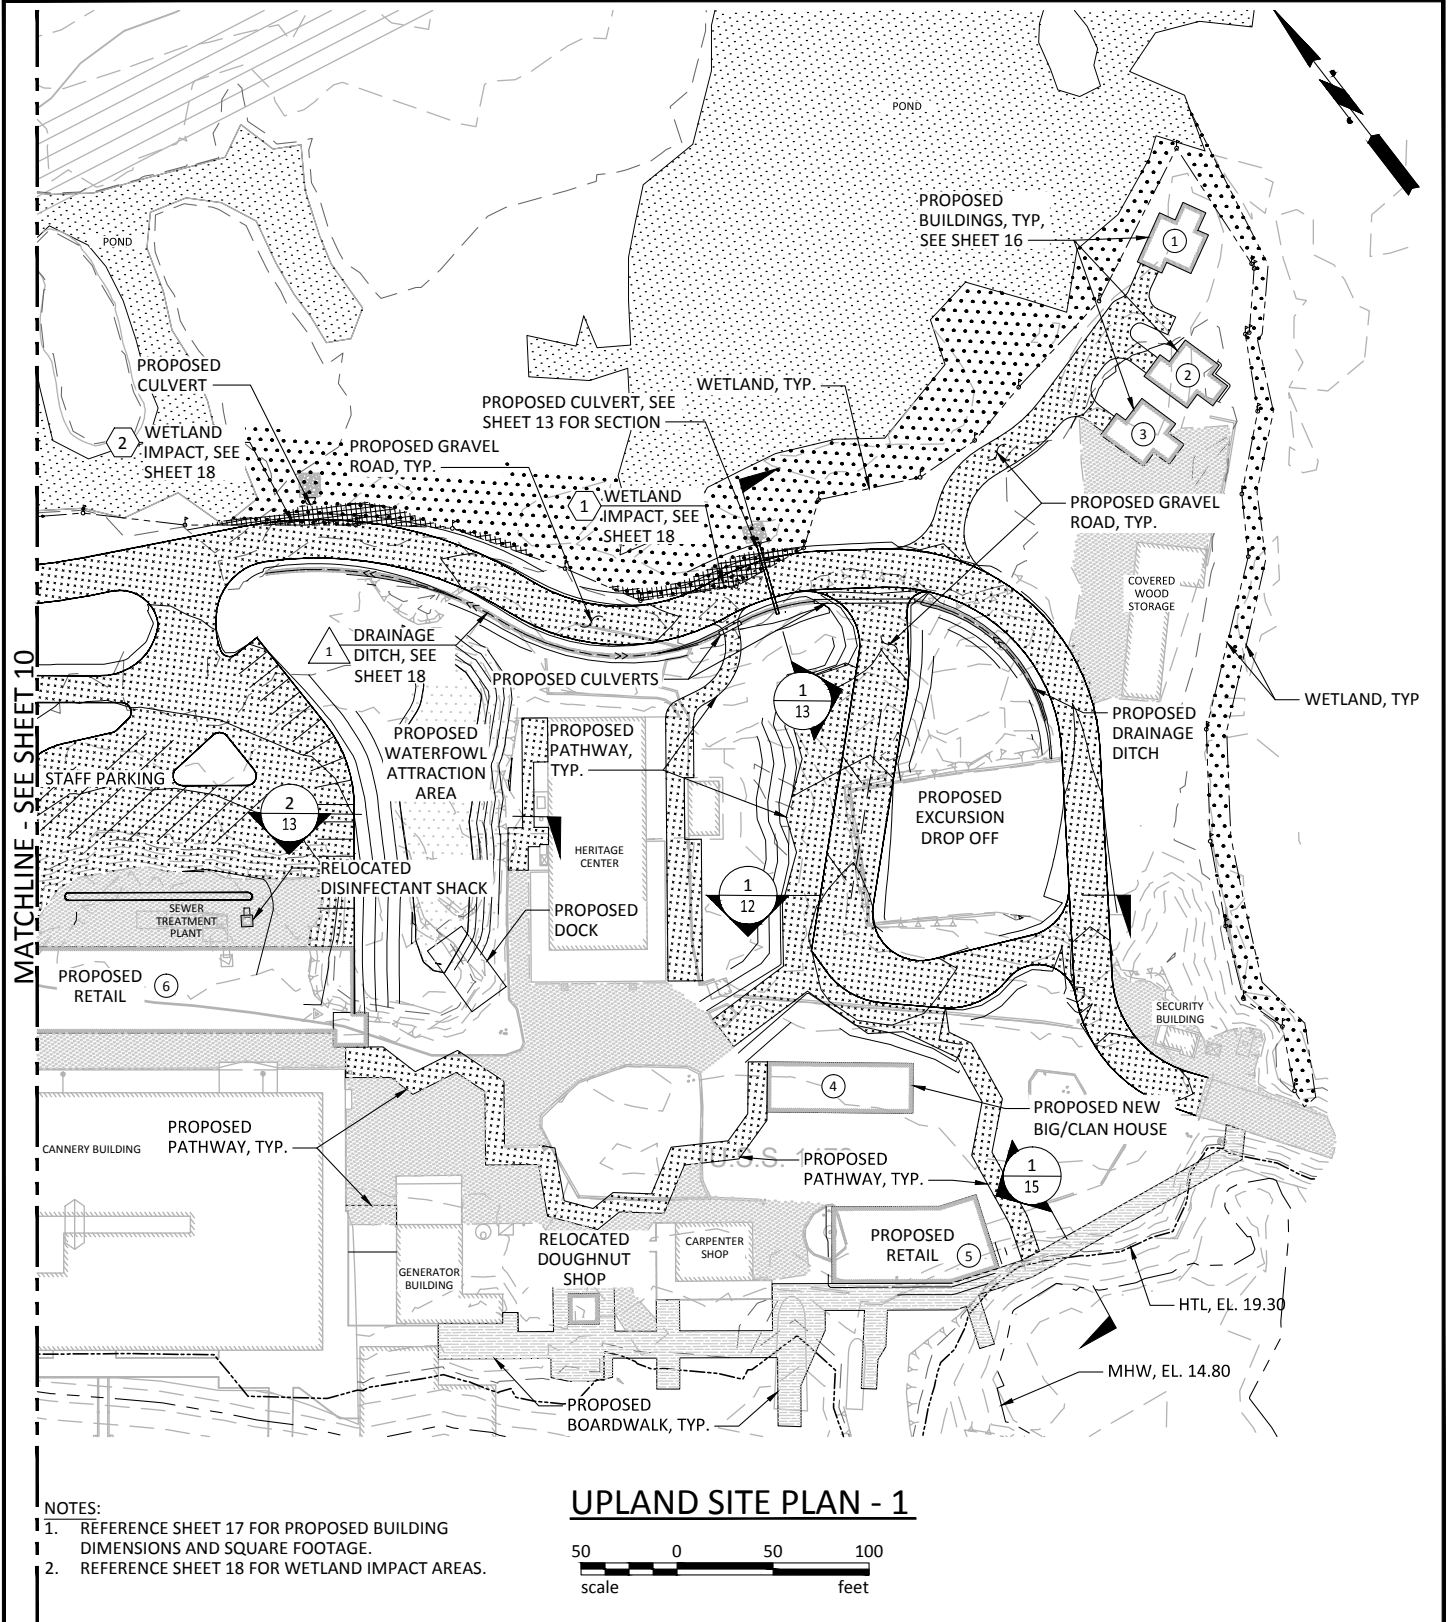 POND
PROPOSED
BUILDINGS, TYP,
SEE SHEET 16
1
POND
2
PROPOSED
CULVERT
WETLAND, TYP.
PROPOSED CULVERT, SEE
SHEET 13 FOR SECTION
3
2
WETLAND
IMPACT, SEE
SHEET 18
PROPOSED GRAVEL
ROAD, TYP.
1
WETLAND
IMPACT, SEE
SHEET 18
PROPOSED GRAVEL
ROAD, TYP.
COVERED
WOOD
STORAGE
1
DRAINAGE
DITCH, SEE
SHEET 18
PROPOSED CULVERTS
1
13
WETLAND, TYP
PROPOSED
DRAINAGE
DITCH
PROPOSED
WATERFOWL
ATTRACTION
AREA
PROPOSED
PATHWAY,
TYP.
MATCHLINE - SEE SHEET 10
STAFF PARKING
2
13
PROPOSED
EXCURSION
DROP OFF
HERITAGE
CENTER
RELOCATED
DISINFECTANT SHACK
1
12
SEWER
TREATMENT
PLANT
PROPOSED
DOCK
PROPOSED
RETAIL
6
SECURITY
BUILDING
4
PROPOSED NEW
BIG/CLAN HOUSE
PROPOSED
PATHWAY, TYP.
CANNERY BUILDING
U.S.S.
PROPOSED
PATHWAY, TYP.
1
15
RELOCATED
DOUGHNUT
SHOP
CARPENTER
SHOP
PROPOSED
RETAIL
5
GENERATOR
BUILDING
HTL, EL. 19.30
MHW, EL. 14.80
PROPOSED
BOARDWALK, TYP.
UPLAND SITE PLAN - 1
NOTES:
1. REFERENCE SHEET 17 FOR PROPOSED BUILDING
DIMENSIONS AND SQUARE FOOTAGE.
2. REFERENCE SHEET 18 FOR WETLAND IMPACT AREAS.
50 0 50 100
scale feet